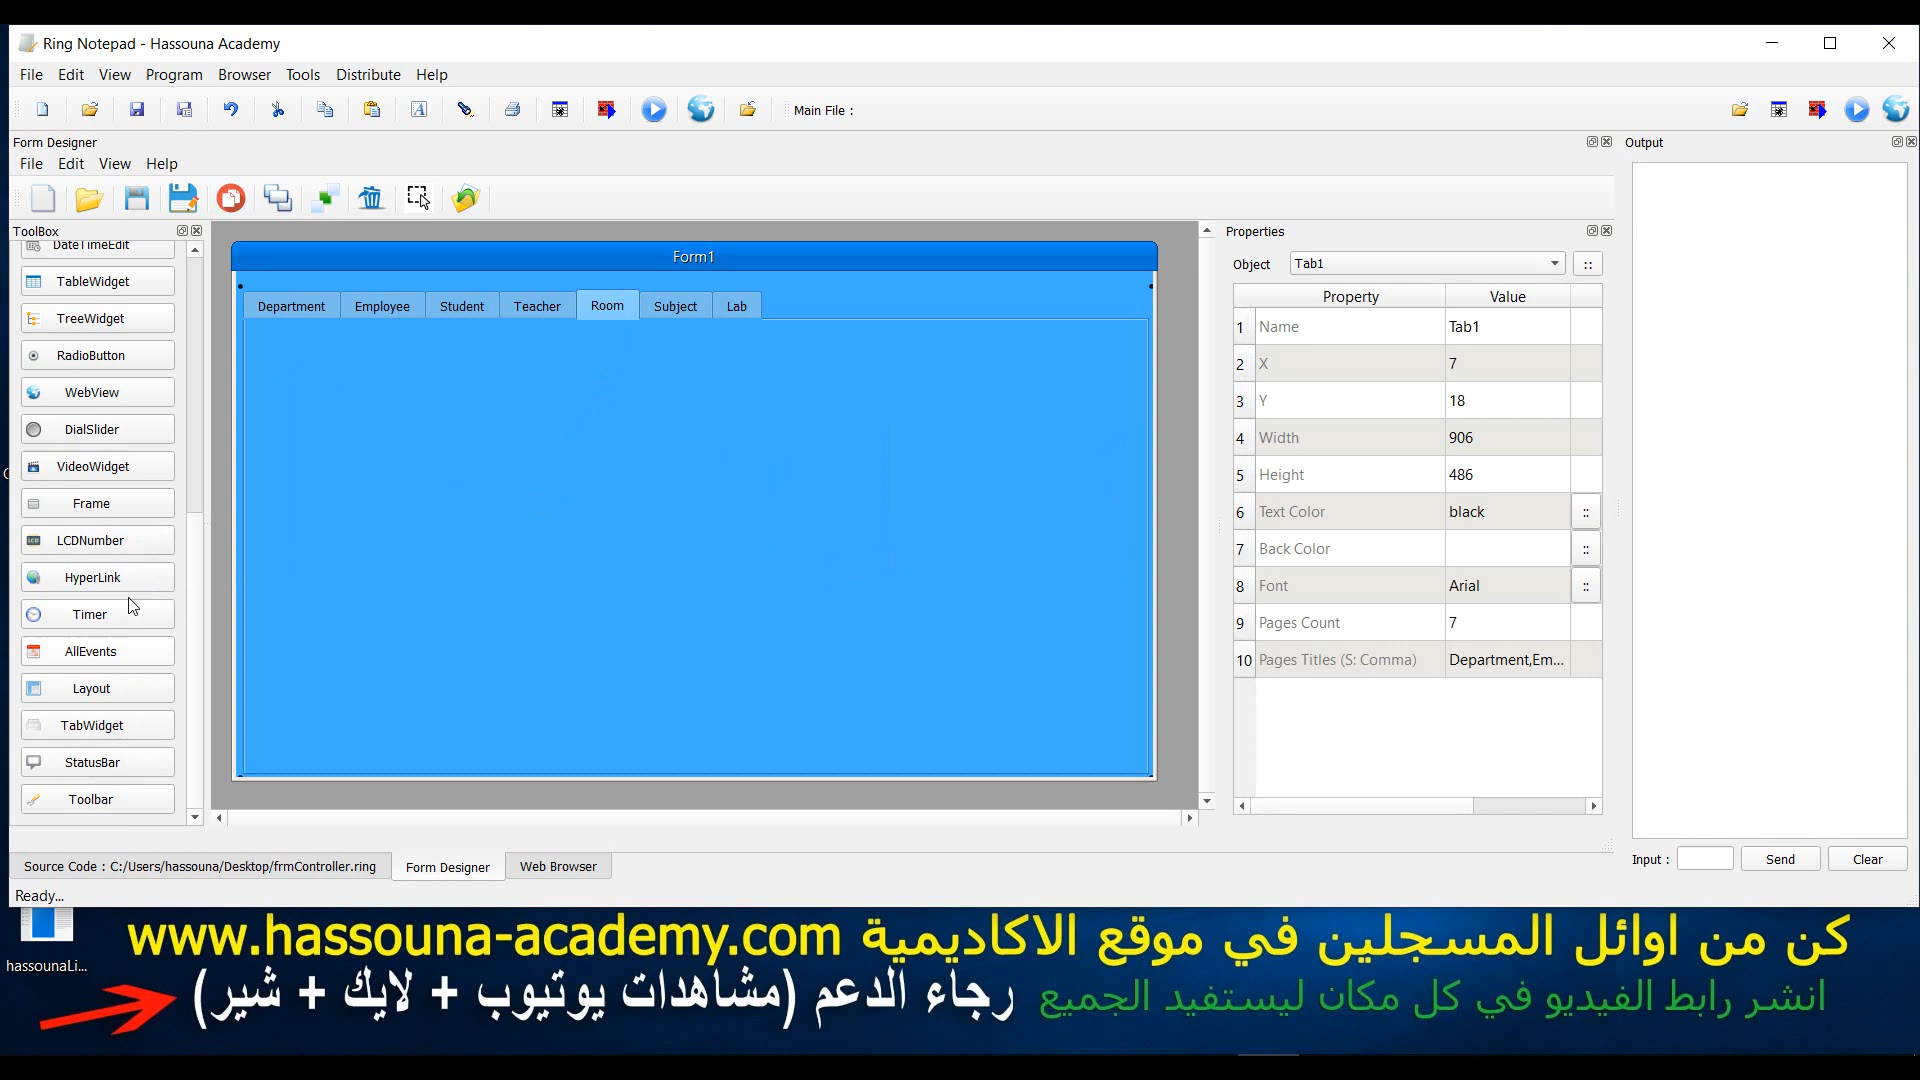 Ring Notepad - Hassouna Academy
File Edit View Program Browser Tools Distribute Help
Main File :
Form Designer
Output
File Edit View Help
ToolBox
DateTimeEdit
TableWidget
TreeWidget
RadioButton
WebView
DialSlider
VideoWidget
Frame
LCDNumber
HyperLink
Timer
AllEvents
Layout
TabWidget
StatusBar
Toolbar
Form1
Department Employee Student Teacher Room Subject Lab
Properties
Object Tab1 ::
Property Value
1 Name Tab1
2 X 7
3 Y 18
4 Width 906
5 Height 486
6 Text Color black ::
7 Back Color ::
8 Font Arial ::
9 Pages Count 7
10 Pages Titles (S: Comma) Department,Em...
Source Code : C:/Users/hassouna/Desktop/frmController.ring Form Designer Web Browser
Input : Send Clear
Ready...
كن من اوائل المسجلين في موقع الاكاديمية www.hassouna-academy.com
hassounaLi...
انشر رابط الفيديو في كل مكان ليستفيد الجميع رجاء الدعم (مشاهدات يوتيوب + لايك + شير)